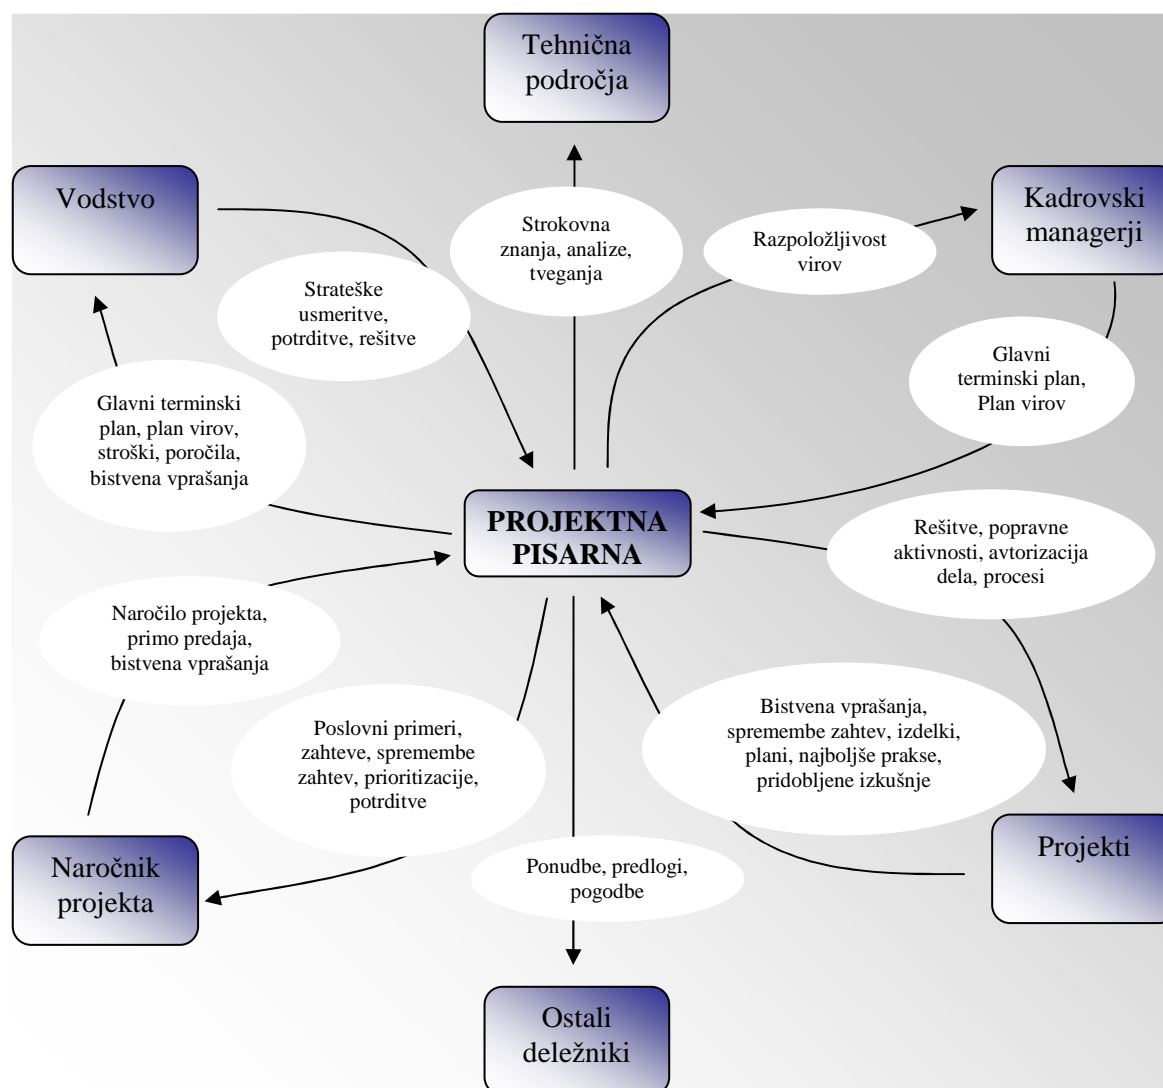 Tehnična
področja
Vodstvo
Kadrovski
managerji
Strokovna
znanja, analize,
tveganja
Razpoložljivost
virov
Strateške
usmeritve,
potrditve, rešitve
Glavni
terminski plan,
Plan virov
Glavni terminski
plan, plan virov,
stroški, poročila,
bistvena vprašanja
PROJEKTNA
PISARNA
Rešitve, popravne
aktivnosti, avtorizacija
dela, procesi
Naročilo projekta,
primo predaja,
bistvena vprašanja
Poslovni primeri,
zahteve, spremembe
zahtev, prioritizacije,
potrditve
Bistvena vprašanja,
spremembe zahtev, izdelki,
plani, najboljše prakse,
pridobljene izkušnje
Naročnik
projekta
Ponudbe, predlogi,
pogodbe
Projekti
Ostali
deležniki